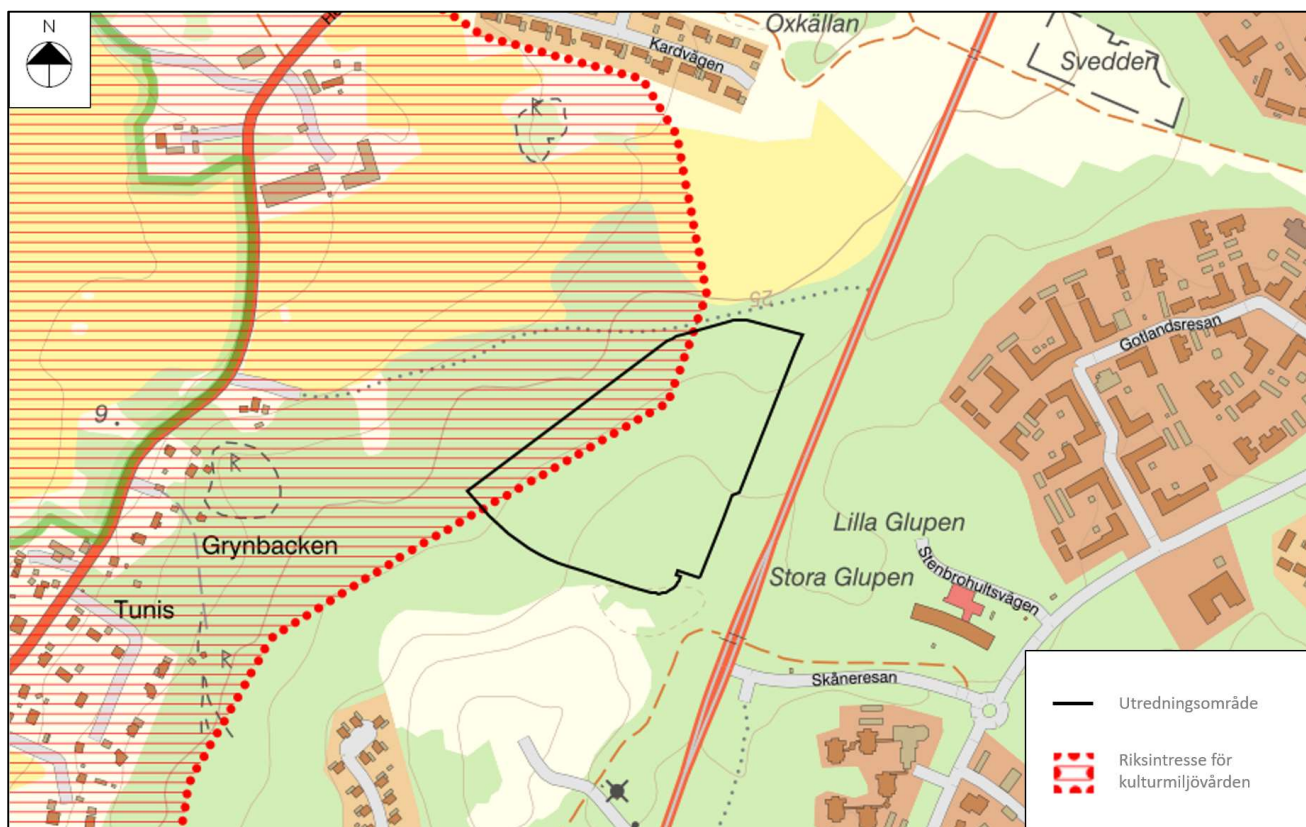 N
Oxkällan
Kardvägen
Svedden
R
25
Gotlandsresan
9
R
Grynbacken
Lilla Glupen
Stenbrohultsvägen
Stora Glupen
Tunis
R
Skåneresan
Utredningsområde
Riksintresse för
kulturmiljövården